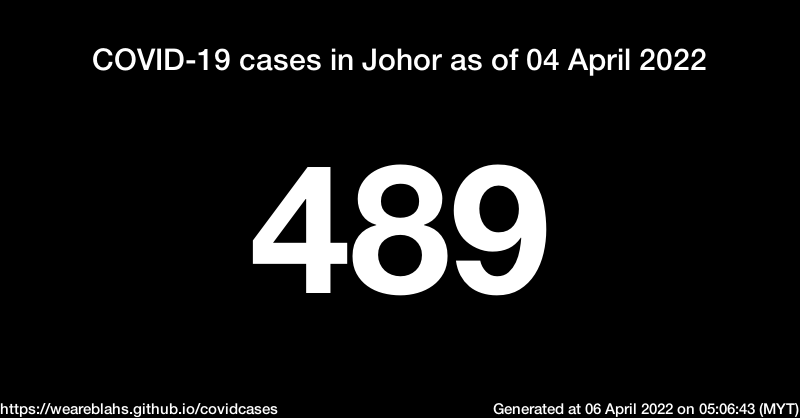 COVID-19 cases in Johor as of 04 April 2022
489
https://weareblahs.github.io/covidcases
Generated at 06 April 2022 on 05:06:43 (MYT)